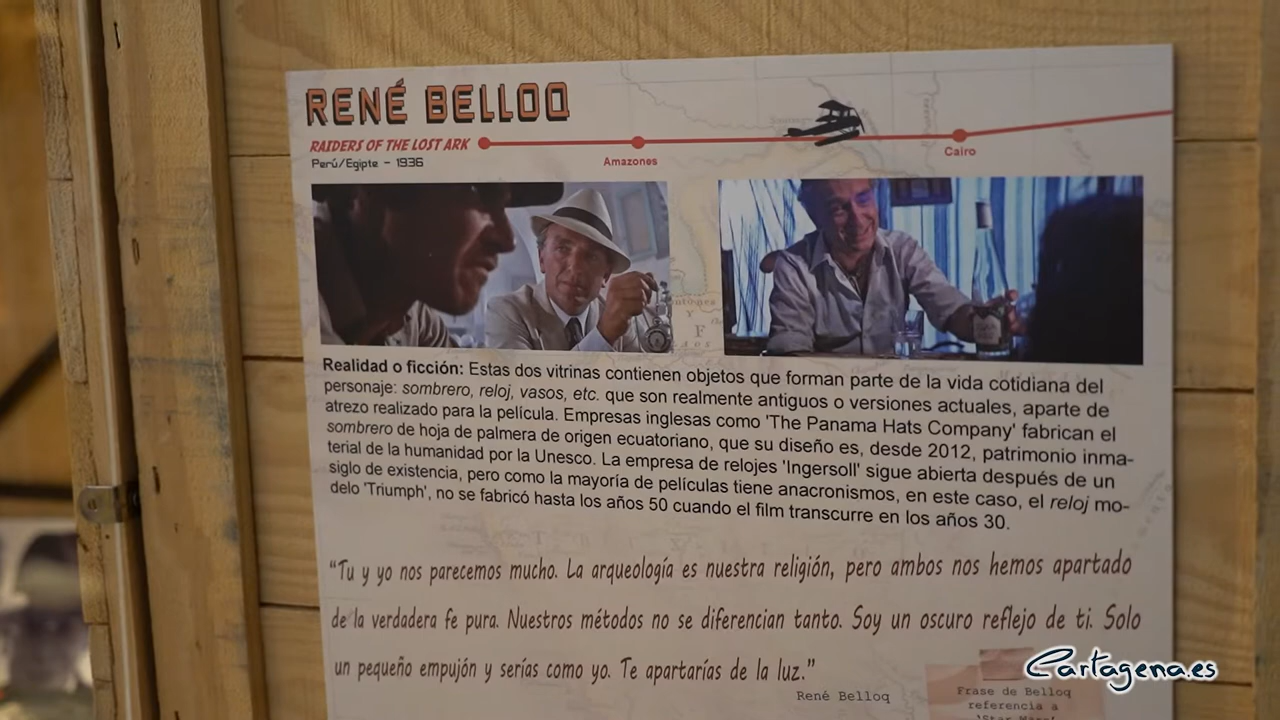 RENÉ BELLOQ
RAIDERS OF THE LOST ARK
Perú/Egipte - 1936
Amazones
Cairo
Realidad o ficción: Estas dos vitrinas contienen objetos que forman parte de la vida cotidiana del
personaje: sombrero, reloj, vasos, etc. que son realmente antiguos o versiones actuales, aparte de
atrezo realizado para la película. Empresas inglesas como 'The Panama Hats Company' fabrican el
sombrero de hoja de palmera de origen ecuatoriano, que su diseño es, desde 2012, patrimonio inma-
terial de la humanidad por la Unesco. La empresa de relojes 'Ingersoll' sigue abierta después de un
siglo de existencia, pero como la mayoría de películas tiene anacronismos, en este caso, el reloj mo-
delo 'Triumph', no se fabricó hasta los años 50 cuando el film transcurre en los años 30.
“Tu y yo nos parecemos mucho. La arqueología es nuestra religión, pero ambos nos hemos apartado
de la verdadera fe pura. Nuestros métodos no se diferencian tanto. Soy un oscuro reflejo de ti. Solo
un pequeño empujón y serías como yo. Te apartarías de la luz.”
René Belloq
Frase de Belloq
referencia a
Cartagena.es